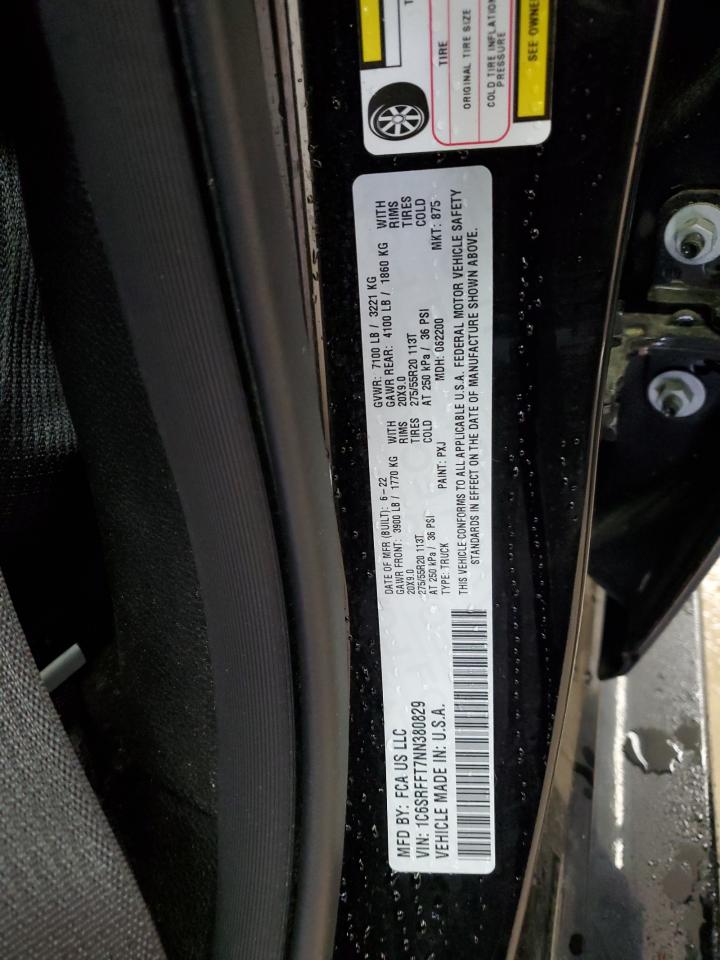 MFD BY: FCA US LLC
VIN: 1C6SRFFT7NN380829
VEHICLE MADE IN: U.S.A.
DATE OF MFR (BUILT): 6-22
GAWR FRONT: 3900 LB / 1770 KG WITH
20X9.0 RIMS
275/55R20 113T TIRES
AT 250 kPa / 36 PSI COLD
TYPE: TRUCK PAINT: PXJ
GVWR: 7100 LB / 3221 KG
GAWR REAR: 4100 LB / 1860 KG WITH
20X9.0 RIMS
275/55R20 113T TIRES
AT 250 kPa / 36 PSI COLD
MDH: 062200 MKT: 875
THIS VEHICLE CONFORMS TO ALL APPLICABLE U.S.A. FEDERAL MOTOR VEHICLE SAFETY
STANDARDS IN EFFECT ON THE DATE OF MANUFACTURE SHOWN ABOVE.
TIRE
ORIGINAL TIRE SIZE
COLD TIRE
PRESSURE
SEE